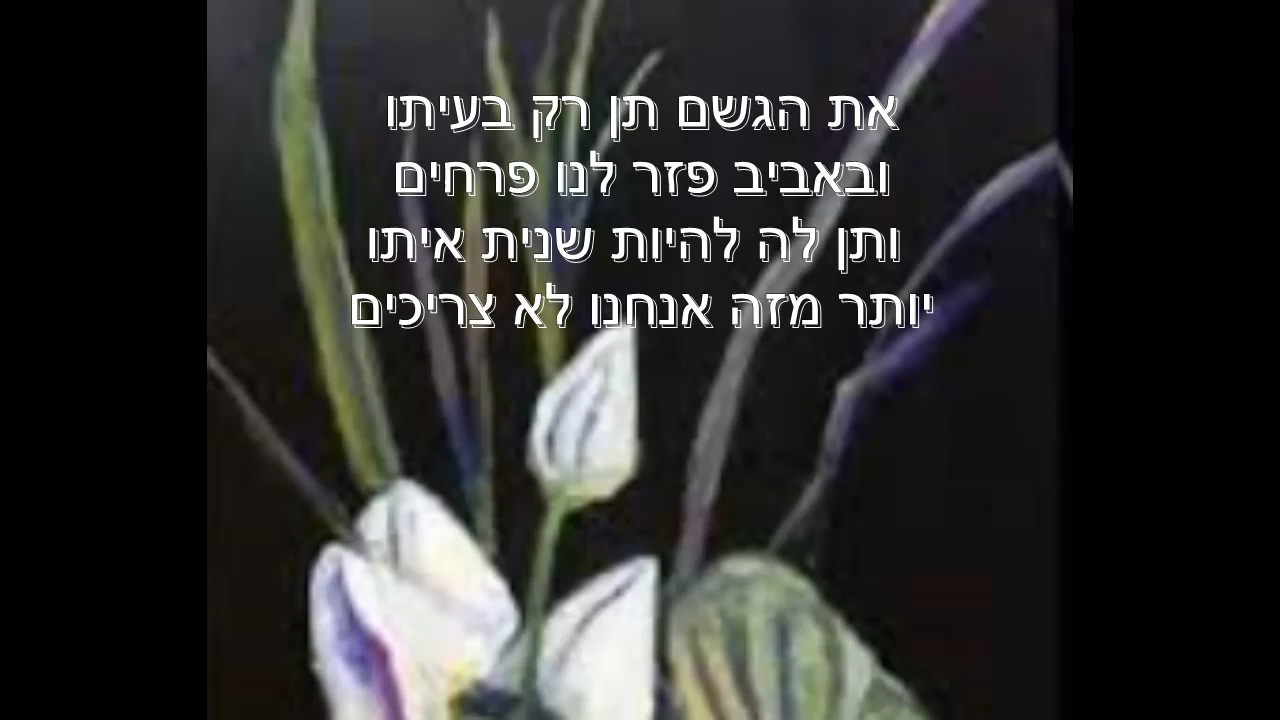 את הגשם תן רק בעיתו
ובאביב פזר לנו פרחים
ותן לה להיות שנית איתו
יותר מזה אנחנו לא צריכים